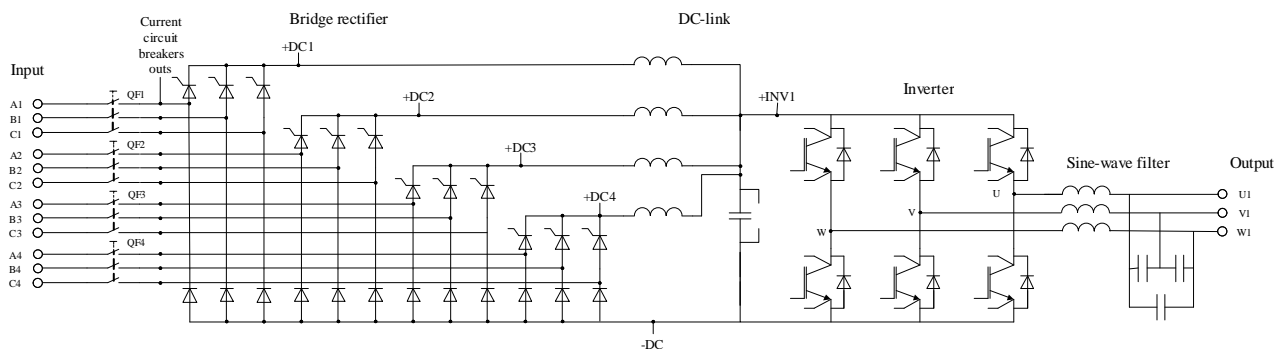 Current
circuit
breakers
outs
Bridge rectifier
DC-link
+DC1
Input
QF1
A1
B1
C1
+DC2
+INV1
Inverter
QF2
A2
B2
C2
+DC3
Sine-wave filter
Output
QF3
A3
B3
C3
+DC4
U
U1
V
V1
W
W1
QF4
A4
B4
C4
-DC